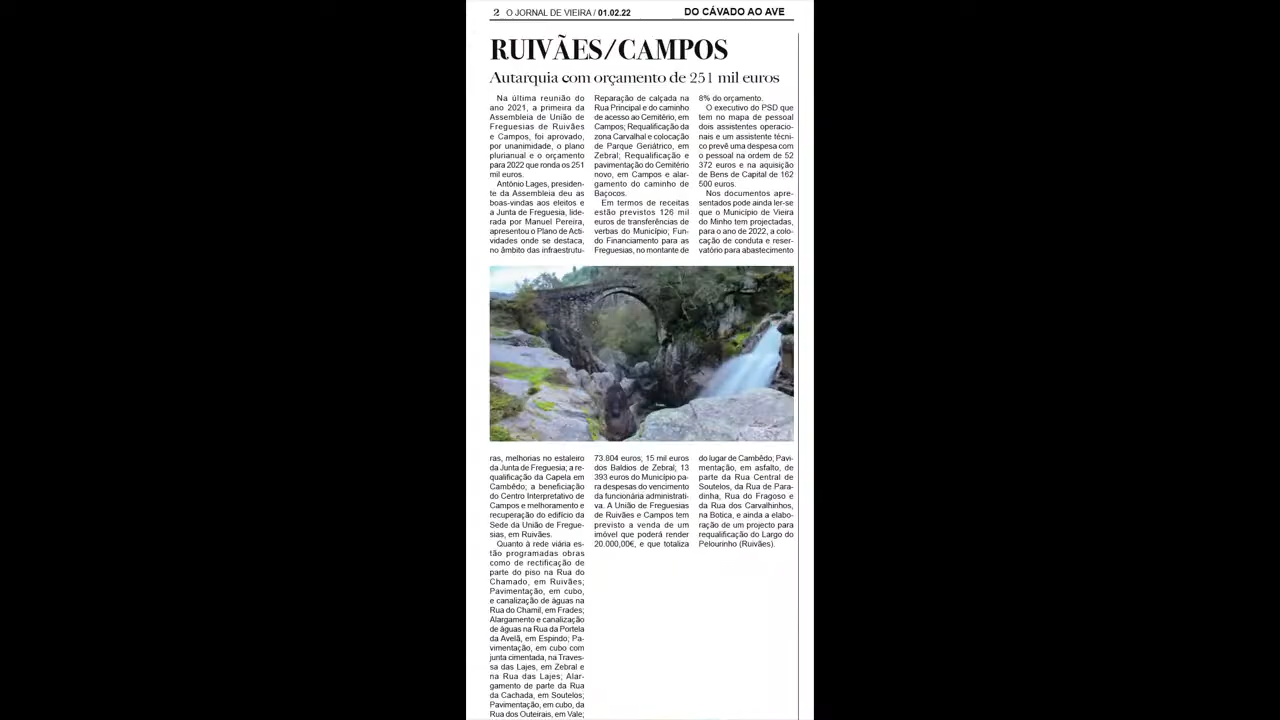 2 O JORNAL DE VIEIRA / 01.02.22
DO CÁVADO AO AVE
RUIVÃES/CAMPOS
Autarquia com orçamento de 251 mil euros
Na última reunião do
ano 2021, a primeira da
Assembleia de União de
Freguesias de Ruivães
e Campos, foi aprovado,
por unanimidade, o plano
plurianual e o orçamento
para 2022 que ronda os 251
mil euros.
António Lages, presiden-
te da Assembleia deu as
boas-vindas aos eleitos e
a Junta de Freguesia, lide-
rada por Manuel Pereira,
apresentou o Plano de Acti-
vidades onde se destaca,
no âmbito das infraestrutu-
ras, melhorias no estaleiro
da Junta de Freguesia; a re-
qualificação da Capela em
Cambêdo; a beneficiação
do Centro Interpretativo de
Campos e melhoramento e
recuperação do edifício da
Sede da União de Fregue-
sias, em Ruivães.
Quanto à rede viária es-
tão programadas obras
como de rectificação de
parte do piso na Rua do
Chamado, em Ruivães;
Pavimentação, em cubo,
e canalização de águas na
Rua do Chamil, em Frades;
Alargamento e canalização
de águas na Rua da Portela
da Avelã, em Espindo; Pa-
vimentação, em cubo com
junta cimentada, na Traves-
sa das Lajes, em Zebral e
na Rua das Lajes; Alar-
gamento de parte da Rua
da Cachada, em Soutelos;
Pavimentação, em cubo, da
Rua dos Outeirais, em Vale;
Reparação de calçada na
Rua Principal e do caminho
de acesso ao Cemitério, em
Campos; Requalificação da
zona Carvalhal e colocação
de Parque Geriátrico, em
Zebral; Requalificação e
pavimentação do Cemitério
novo, em Campos e alar-
gamento do caminho de
Baçocos.
Em termos de receitas
estão previstos 126 mil
euros de transferências de
verbas do Município; Fun-
do Financiamento para as
Freguesias, no montante de
73.804 euros; 15 mil euros
dos Baldios de Zebral; 13
393 euros do Município pa-
ra despesas do vencimento
da funcionária administrati-
va. A União de Freguesias
de Ruivães e Campos tem
previsto a venda de um
imóvel que poderá render
20.000,00€, e que totaliza
8% do orçamento.
O executivo do PSD que
tem no mapa de pessoal
dois assistentes operacio-
nais e um assistente técni-
co prevê uma despesa com
o pessoal na ordem de 52
372 euros e na aquisição
de Bens de Capital de 162
500 euros.
Nos documentos apre-
sentados pode ainda ler-se
que o Município de Vieira
do Minho tem projectadas,
para o ano de 2022, a colo-
cação de conduta e reser-
vatório para abastecimento
do lugar de Cambêdo; Pavi-
mentação, em asfalto, de
parte da Rua Central de
Soutelos, da Rua de Para-
dinha, Rua do Fragoso e
da Rua dos Carvalhinhos,
na Botica, e ainda a elabo-
ração de um projecto para
requalificação do Largo do
Pelourinho (Ruivães).